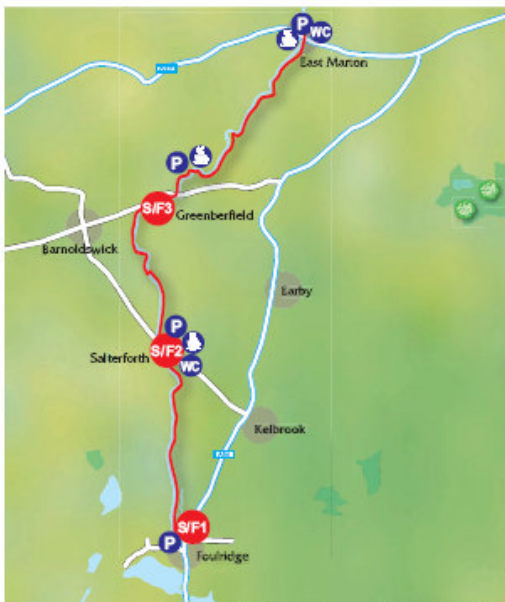 P
WC
East Marton
P
S/F3
Greenberfield
Barnoldswick
Earby
P
S/F2
Salterforth
WC
Kelbrook
S/F1
P
Foulridge